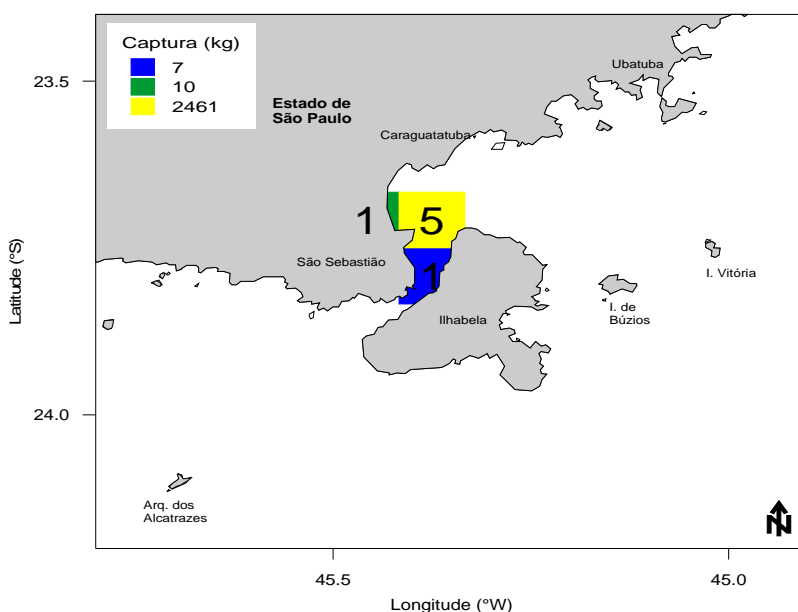 Captura (kg)
7
10
2461
Estado de
São Paulo
Ubatuba
Caraguatatuba
1
5
São Sebastião
1
Ilhabela
I. de
Búzios
I. Vitória
Arq. dos
Alcatrazes
N
23.5
24.0
Latitude (°S)
45.5
45.0
Longitude (°W)